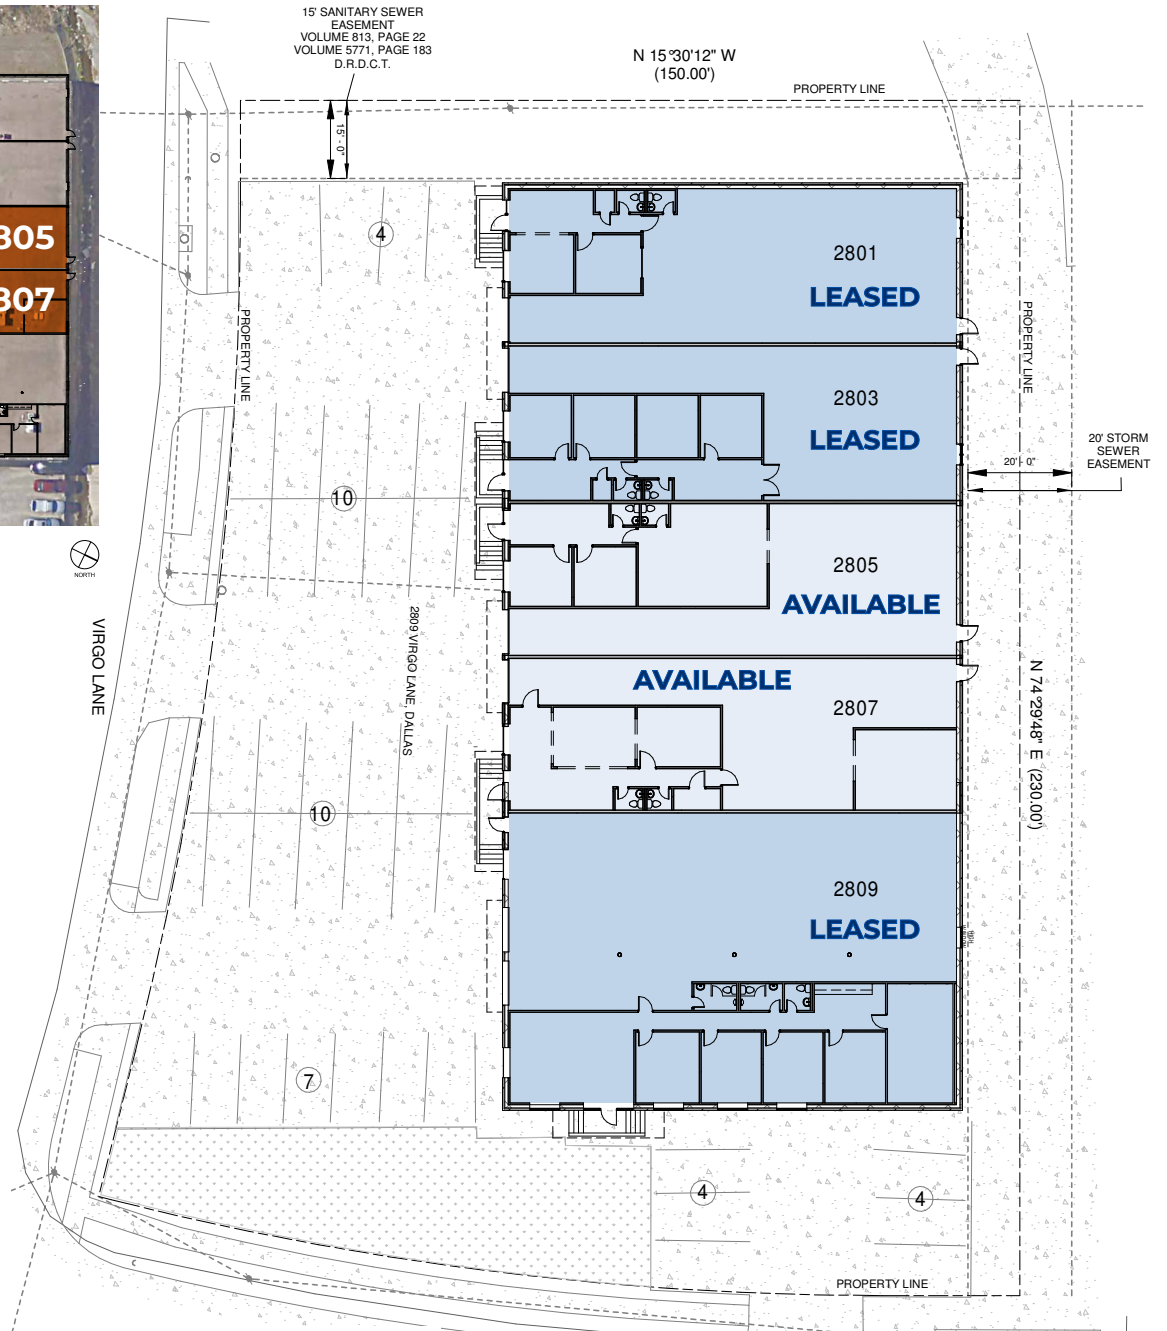 15' SANITARY SEWER
EASEMENT
VOLUME 813, PAGE 22
VOLUME 5771, PAGE 183
D.R.D.C.T.
N 15°30'12" W
(150.00')
PROPERTY LINE
15' - 0"
805
807
4
2801
LEASED
PROPERTY LINE
PROPERTY LINE
2803
LEASED
20' STORM
SEWER
EASEMENT
20' - 0"
10
NORTH
2805
AVAILABLE
VIRGO LANE
2809 VIRGO LANE, DALLAS
AVAILABLE
2807
N 74°29'48" E (230.00')
10
2809
LEASED
7
4
4
PROPERTY LINE